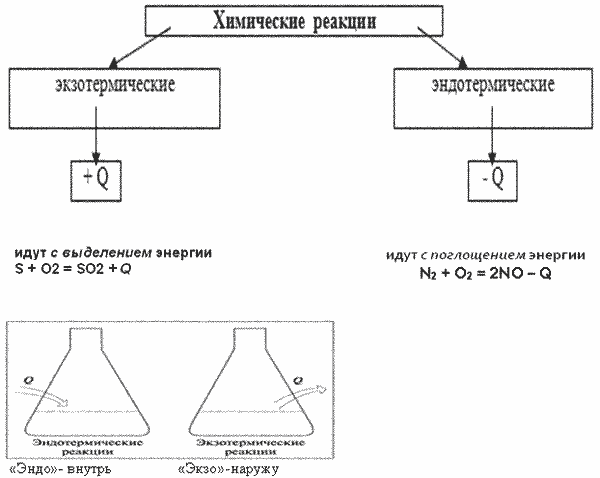 Химические реакции
экзотермические
эндотермические
+ Q
- Q
идут с выделением энергии
S + O2 = SO2 + Q
идут с поглощением энергии
N₂ + O₂ = 2NO – Q
Q
Q
Эндотермические
реакции
Экзотермические
реакции
«Эндо»- внутрь
«Экзо»-наружу